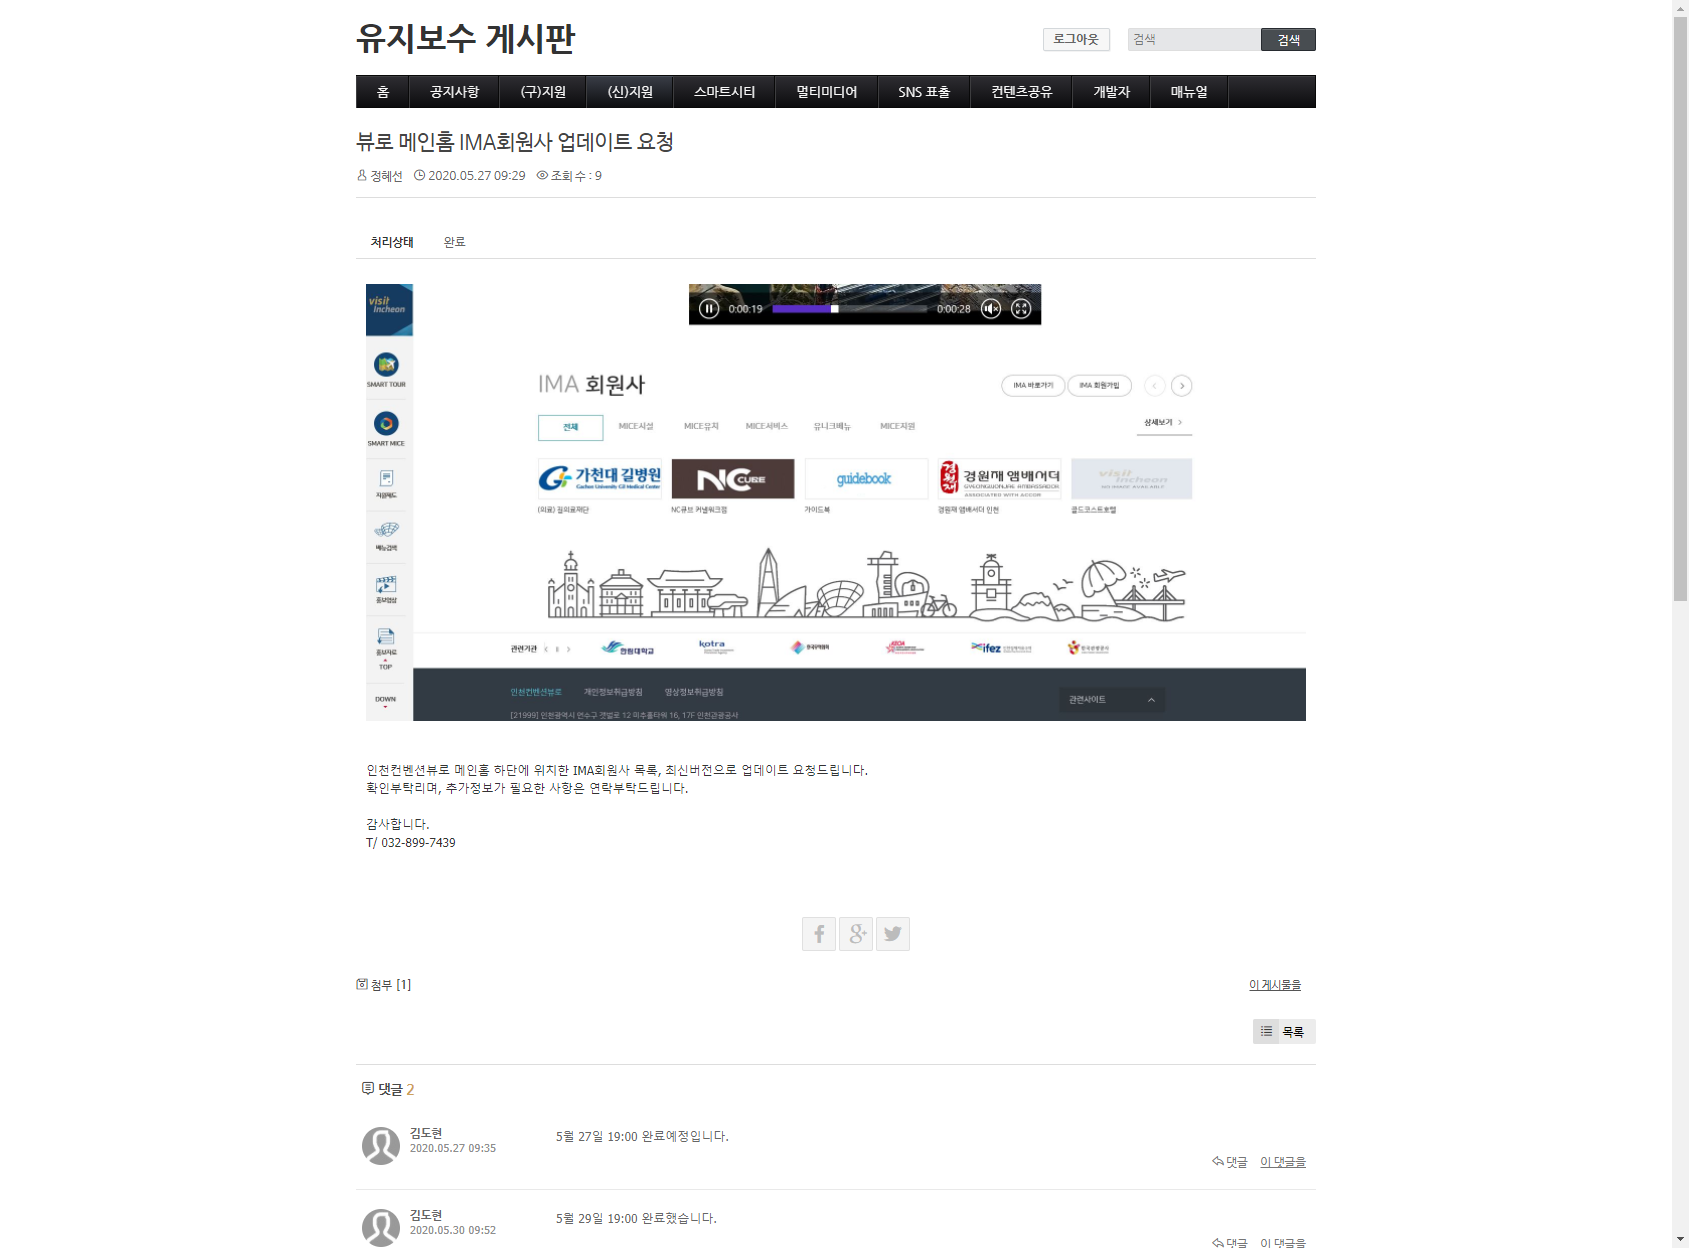 유지보수 게시판
로그아웃
검색
검색
홈 공지사항 (구)지원 (신)지원 스마트시티 멀티미디어 SNS 표출 컨텐츠공유 개발자 매뉴얼
뷰로 메인홈 IMA회원사 업데이트 요청
정혜선 2020.05.27 09:29 조회 수 : 9
처리상태 완료
visit incheon
0:00:19 0:00:28
SMART TOUR
SMART MICE
지원제도
베뉴검색
홍보영상
홍보자료
TOP
DOWN
IMA 회원사
IMA 바로가기 IMA 회원가입
전체 MICE시설 MICE유치 MICE서비스 유니크베뉴 MICE지원
상세보기
가천대 길병원
Gachon University Gil Medical Center
NC CUBE
guidebook
경원재 앰배서더
GYEONGWONJAE AMBASSADOR
ASSOCIATED WITH ACCOR
visit incheon
NO IMAGE AVAILABLE
(의료) 길의료재단 NC큐브 커낼워크점 가이드북 경원재 앰배서더 인천 골드코스트호텔
관련기관
한림대학교
kotra
한국무역협회
ifez
한국관광공사
인천컨벤션뷰로 개인정보취급방침 영상정보취급방침
관련사이트
[21999] 인천광역시 연수구 갯벌로 12 미추홀타워 16, 17F 인천관광공사
인천컨벤션뷰로 메인홈 하단에 위치한 IMA회원사 목록, 최신버전으로 업데이트 요청드립니다.
확인부탁리며, 추가정보가 필요한 사항은 연락부탁드립니다.
감사합니다.
T/ 032-899-7439
첨부 [1]
이 게시물을
목록
댓글 2
김도현
2020.05.27 09:35
5월 27일 19:00 완료예정입니다.
댓글 이 댓글을
김도현
2020.05.30 09:52
5월 29일 19:00 완료했습니다.
댓글 이 댓글을